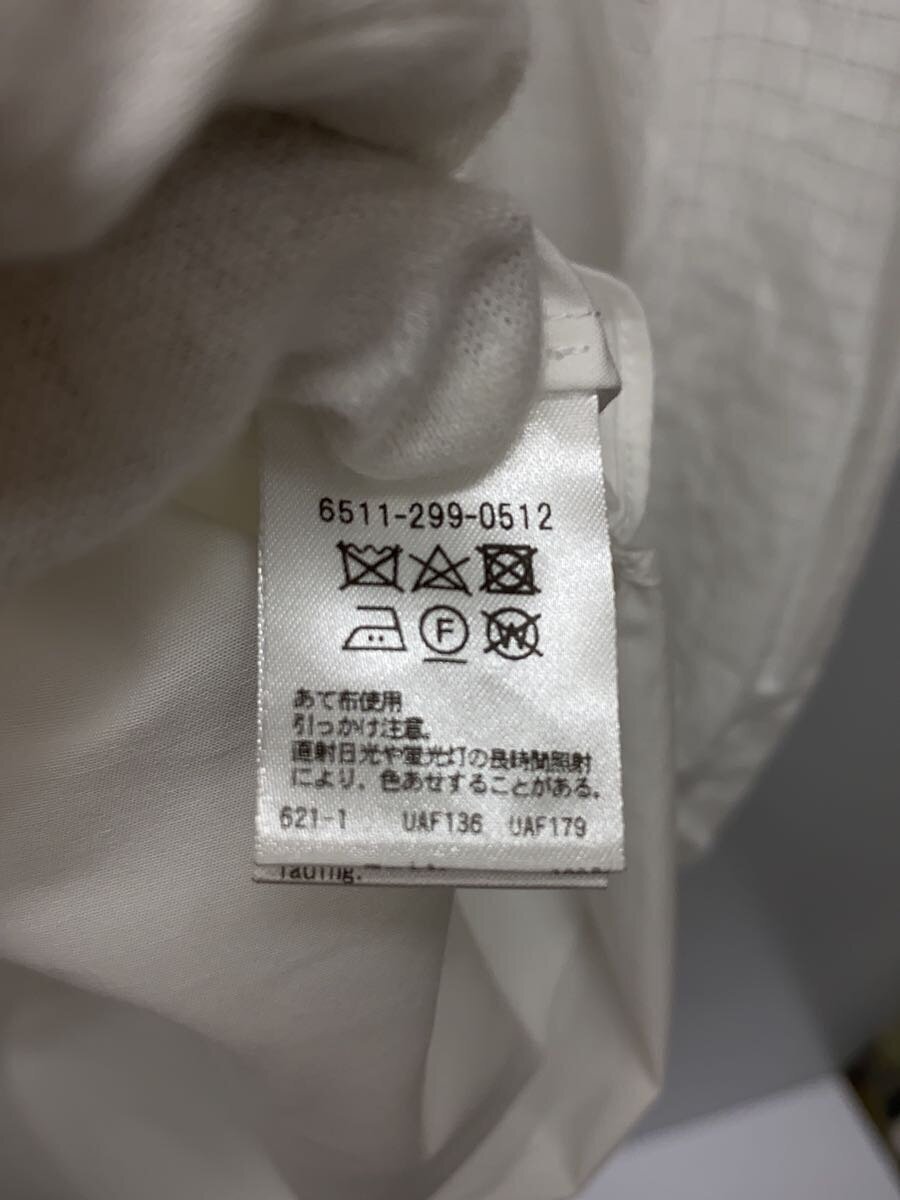 6511-299-0512
F W
あて布使用
引っかけ注意。
直射日光や蛍光灯の長時間照射
により、色あせすることがある。
621-1 UAF136 UAF179
fading.